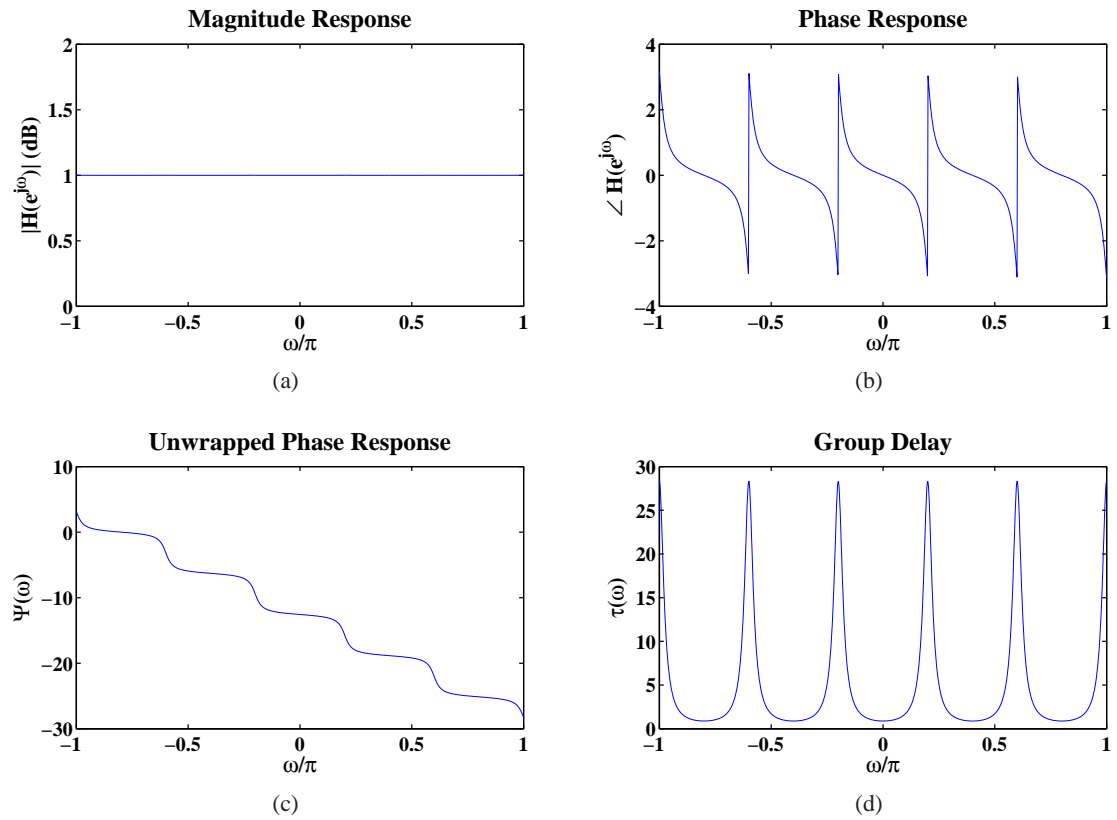 Magnitude Response
2
1.5
1
0.5
0
|H(e^jω)| (dB)
−1
−0.5
0
0.5
1
ω/π
(a)
Phase Response
4
2
0
−2
−4
∠ H(e^jω)
−1
−0.5
0
0.5
1
ω/π
(b)
Unwrapped Phase Response
10
0
−10
−20
−30
Ψ(ω)
−1
−0.5
0
0.5
1
ω/π
(c)
Group Delay
30
25
20
15
10
5
0
τ(ω)
−1
−0.5
0
0.5
1
ω/π
(d)